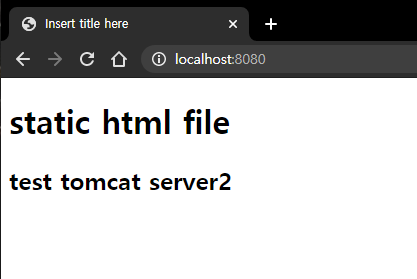 Insert title here
localhost:8080
static html file
test tomcat server2